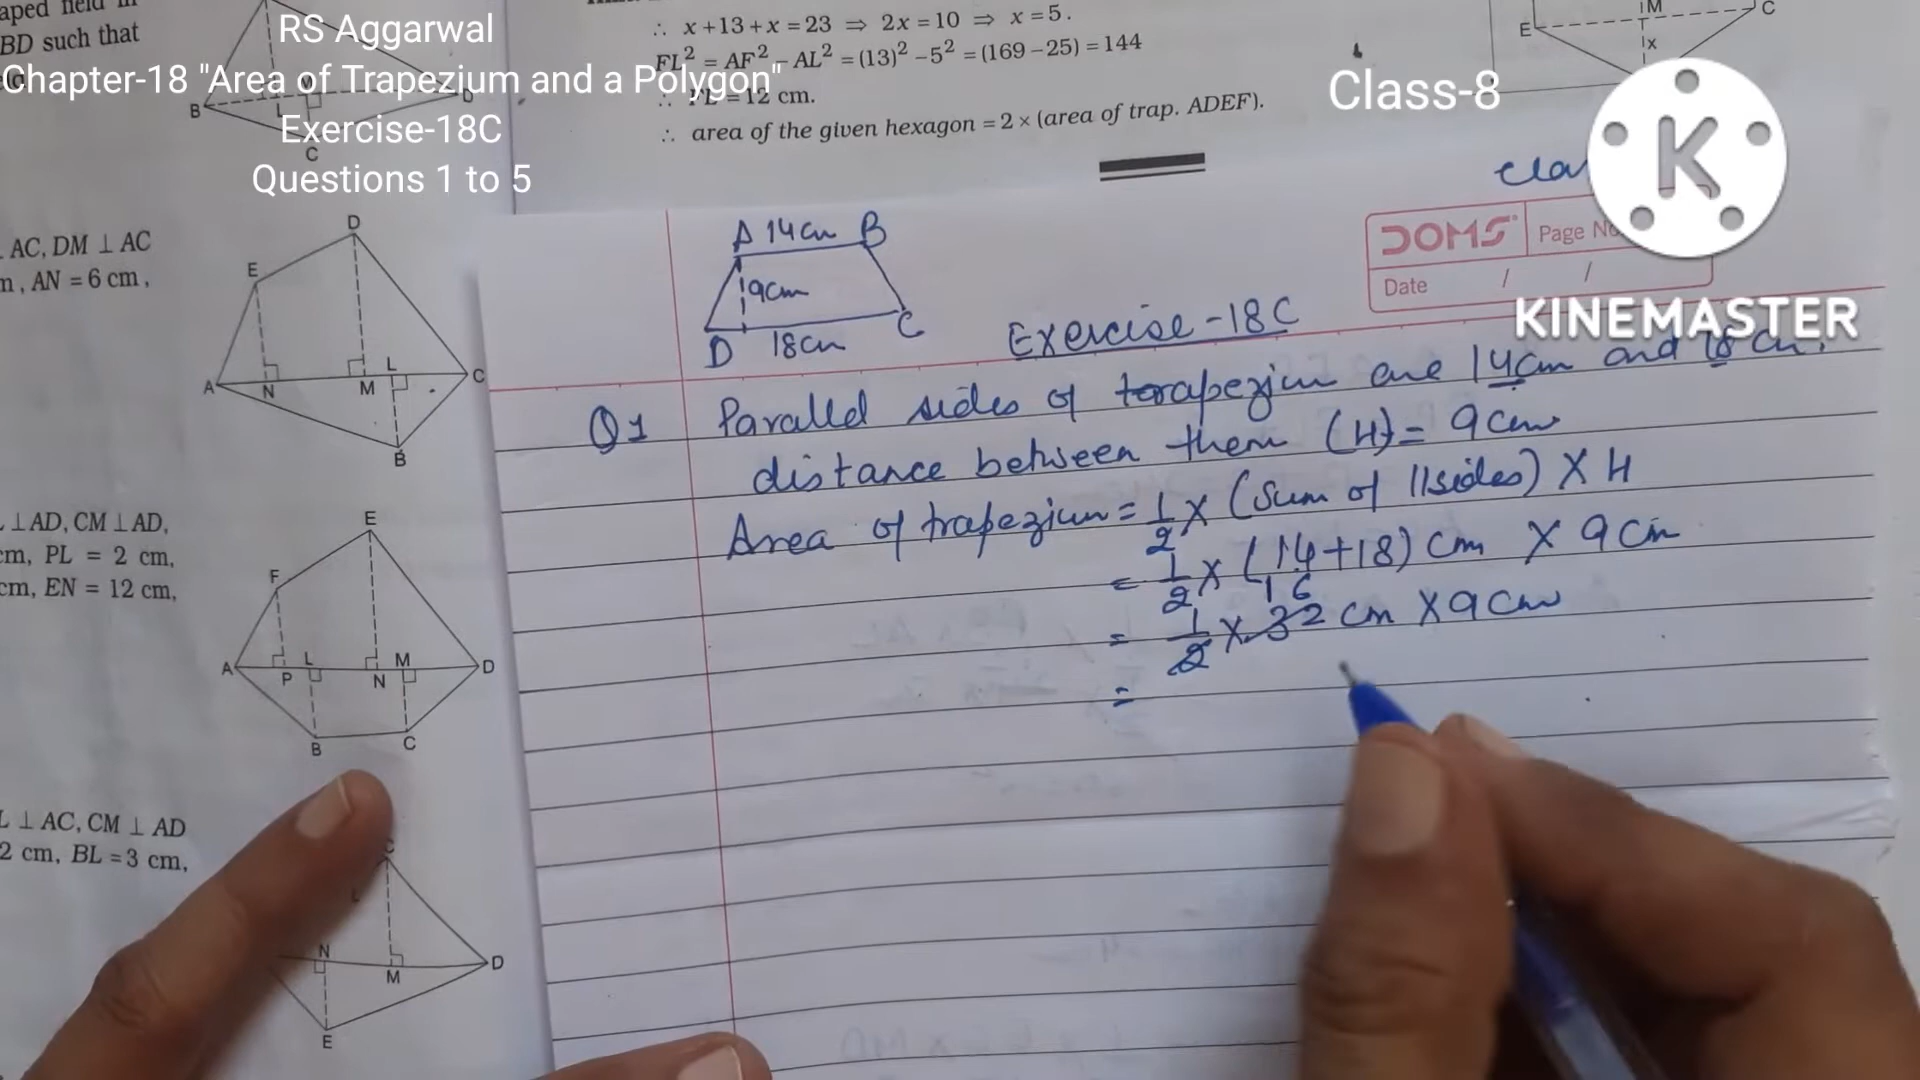 RS Aggarwal
Chapter-18 "Area of Trapezium and a Polygon"
Exercise-18C
Questions 1 to 5
Class-8
KINEMASTER
BD such that
B L M D
C
AC, DM ⊥ AC
, AN = 6 cm,
D
E
A N M L C
B
⊥ AD, CM ⊥ AD,
cm, PL = 2 cm,
cm, EN = 12 cm,
E
F
A P L N M D
B C
⊥ AC, CM ⊥ AD
2 cm, BL = 3 cm,
C
N M D
E
∴ x + 13 + x = 23 ⇒ 2x = 10 ⇒ x = 5.
FL² = AF² − AL² = (13)² − 5² = (169 − 25) = 144
= 12 cm.
∴ area of the given hexagon = 2 × (area of trap. ADEF).
E M C
x
DOMS
Page No
Date / /
A 14cm B
9cm
D 18cm C
Exercise-18C
Q1 Paralled sides of trapezium are 14cm and 18cm.
distance between them (H) = 9cm
Area of trapezium = 1/2 × (Sum of ||sides) × H
= 1/2 × (14+18) cm × 9cm
16
= 1/2 × 32 cm × 9cm
=